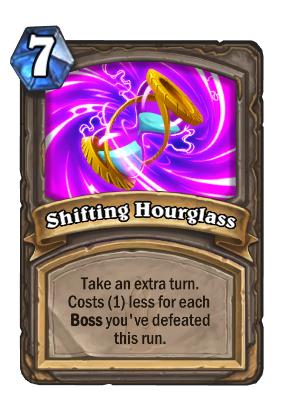 7
Shifting Hourglass
Take an extra turn.
Costs (1) less for each
Boss you've defeated
this run.